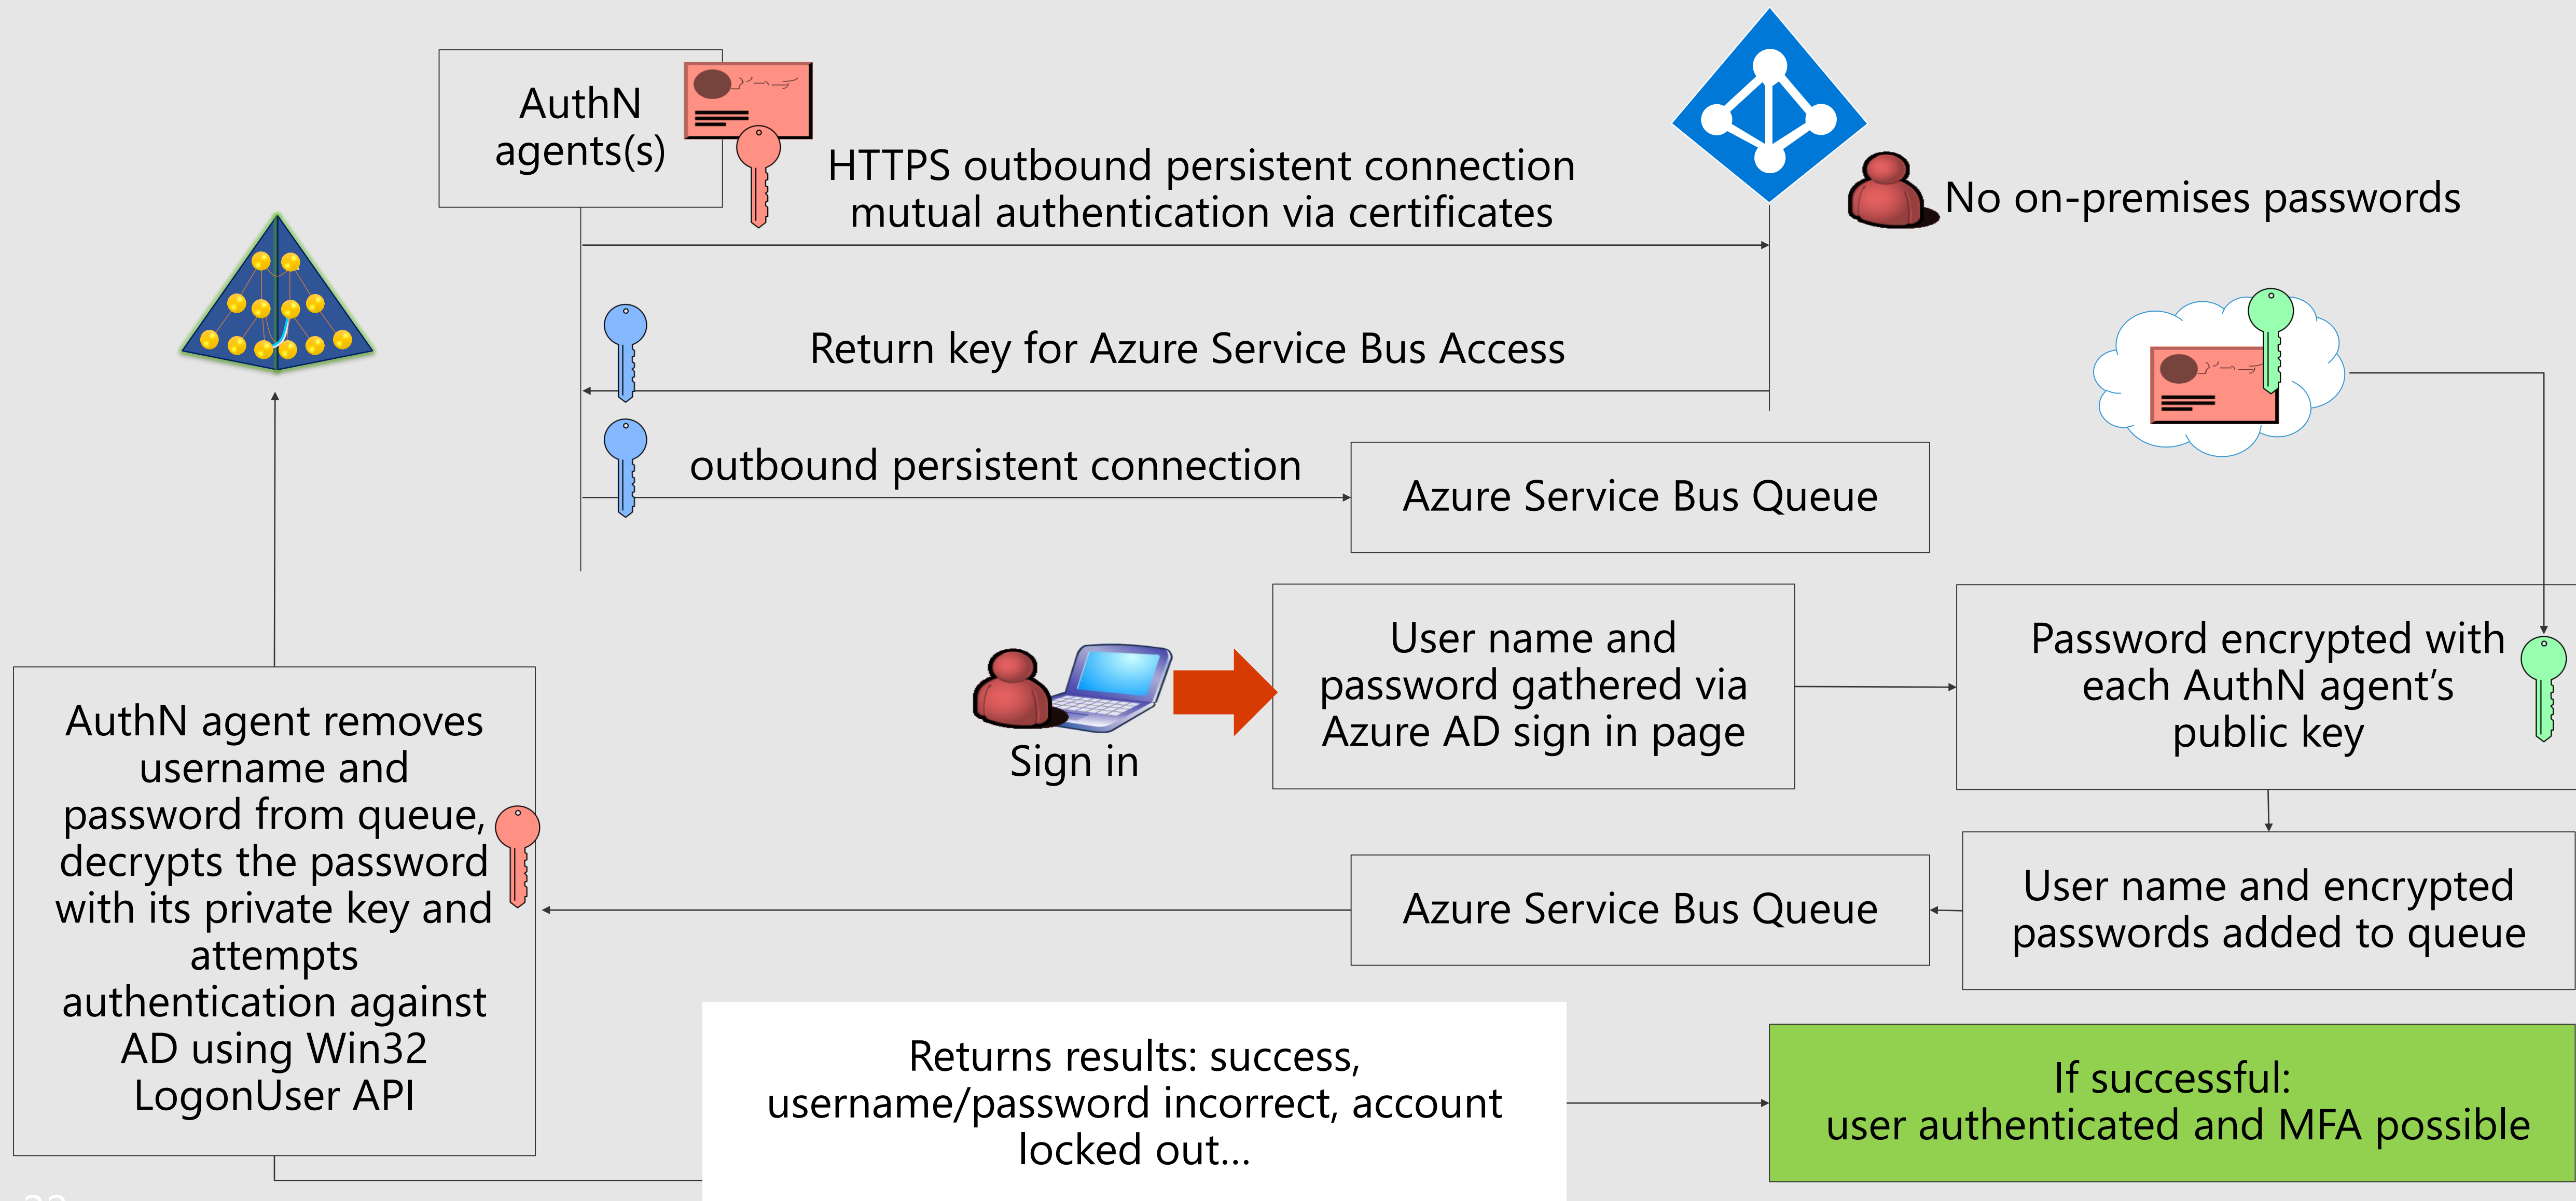 AuthN
agents(s)
HTTPS outbound persistent connection
mutual authentication via certificates
No on-premises passwords
Return key for Azure Service Bus Access
outbound persistent connection
Azure Service Bus Queue
Sign in
User name and
password gathered via
Azure AD sign in page
Password encrypted with
each AuthN agent’s
public key
User name and encrypted
passwords added to queue
Azure Service Bus Queue
AuthN agent removes
username and
password from queue,
decrypts the password
with its private key and
attempts
authentication against
AD using Win32
LogonUser API
Returns results: success,
username/password incorrect, account
locked out...
If successful:
user authenticated and MFA possible